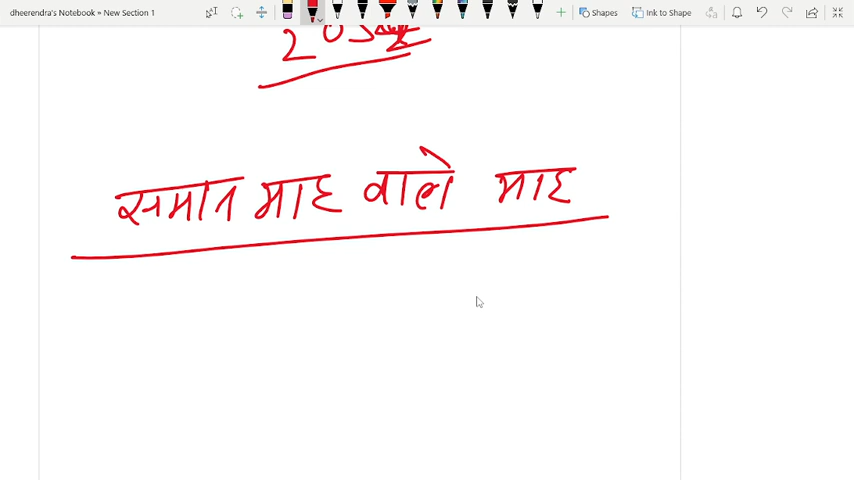 dheerendra's Notebook » New Section 1
Shapes
Ink to Shape
समान माह वाले माह